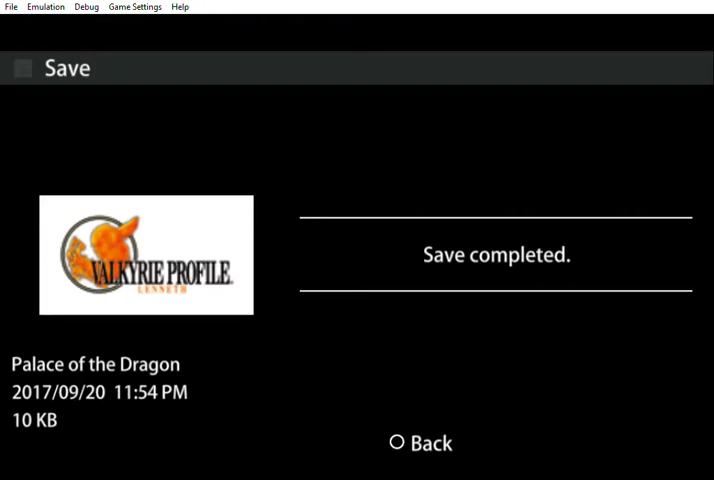 File Emulation Debug Game Settings Help
Save
VALKYRIE PROFILE
LENNETH
Save completed.
Palace of the Dragon
2017/09/20 11:54 PM
10 KB
Back